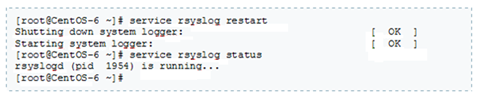 [root@CentOS-6 ~]# service rsyslog restart
Shutting down system logger: [ OK ]
Starting system logger: [ OK ]
[root@CentOS-6 ~]# service rsyslog status
rsyslogd (pid 1954) is running...
[root@CentOS-6 ~]#